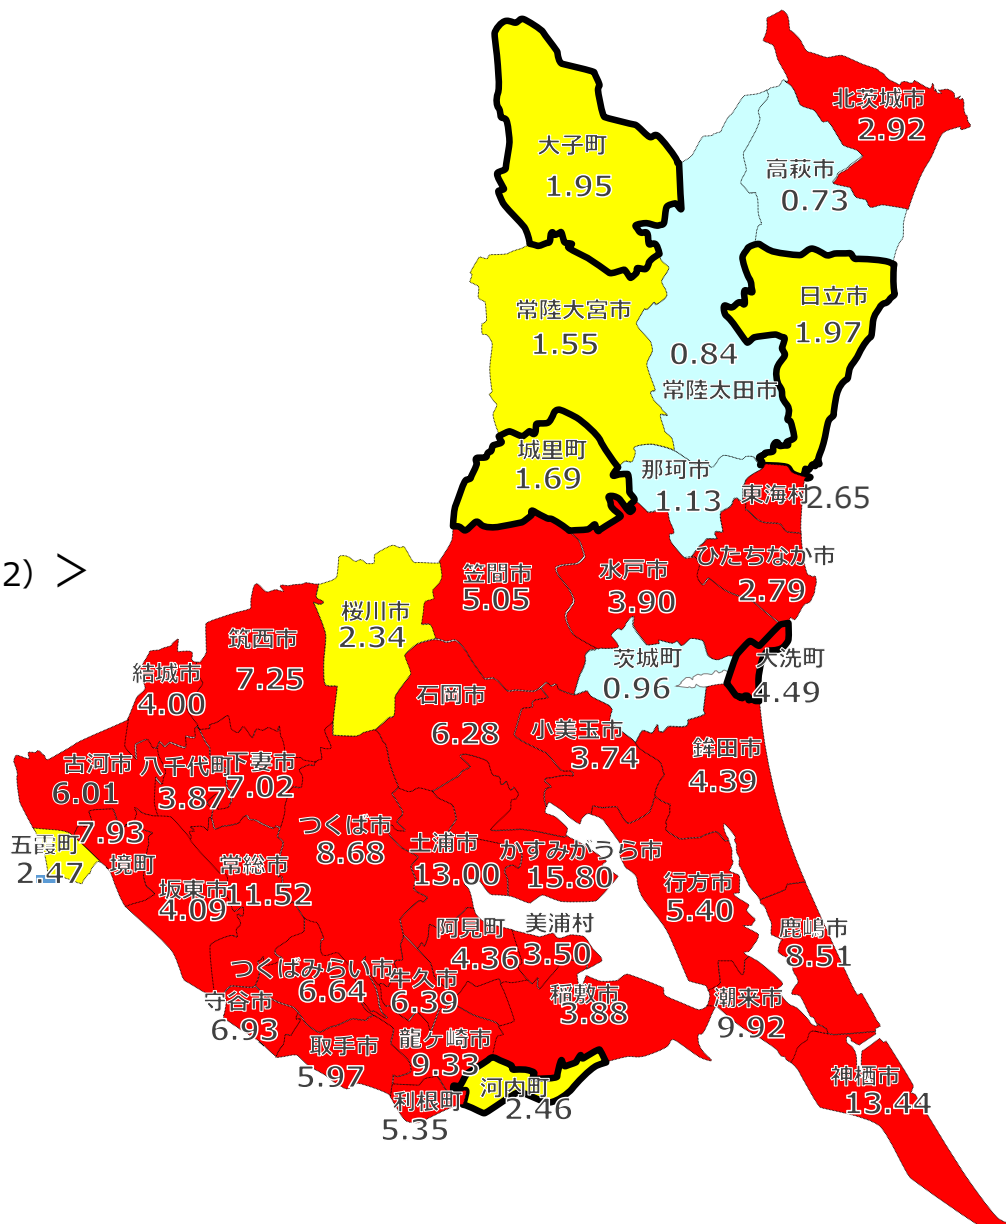 北茨城市
2.92
大子町
1.95
高萩市
0.73
日立市
1.97
常陸大宮市
1.55
0.84
常陸太田市
城里町
1.69
那珂市
1.13
東海村
2.65
2）＞
笠間市
5.05
水戸市
3.90
ひたちなか市
2.79
桜川市
2.34
筑西市
7.25
結城市
4.00
茨城町
0.96
大洗町
4.49
石岡市
6.28
小美玉市
3.74
鉾田市
4.39
古河市
6.01
八千代町
3.87
下妻市
7.02
五霞町
2.47
7.93
境町
つくば市
8.68
土浦市
13.00
かすみがうら市
15.80
常総市
11.52
坂東市
4.09
行方市
5.40
鹿嶋市
8.51
阿見町
4.36
美浦村
3.50
つくばみらい市
6.64
牛久市
6.39
稲敷市
3.88
守谷市
6.93
潮来市
9.92
取手市
5.97
龍ヶ崎市
9.33
神栖市
13.44
河内町
2.46
利根町
5.35